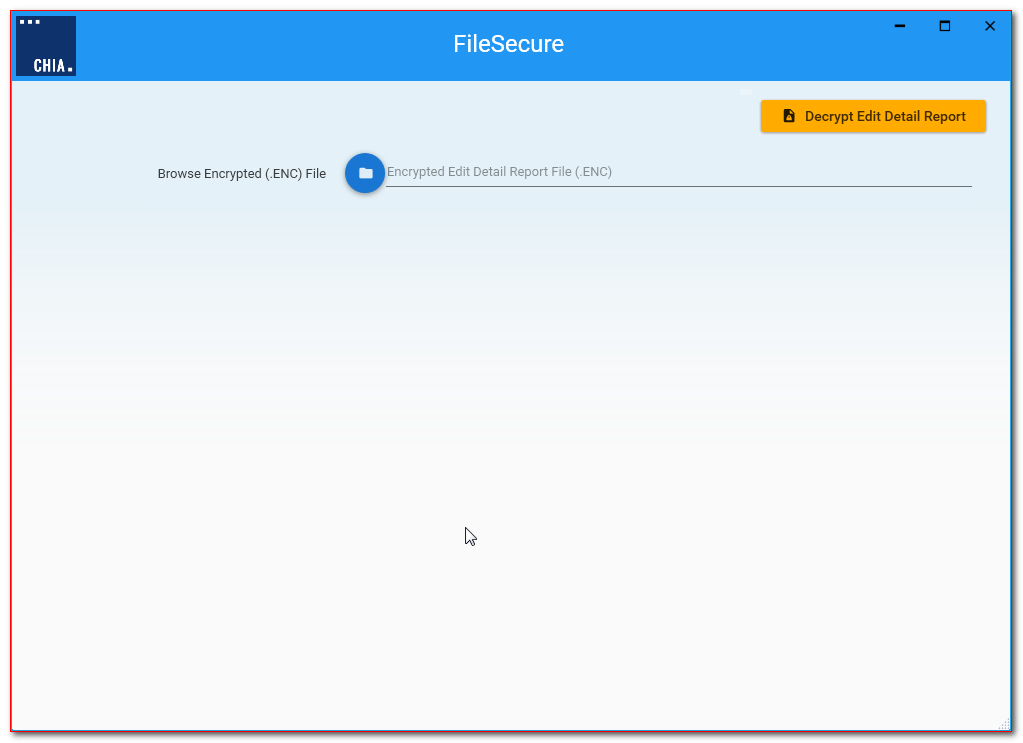 CHIA.
FileSecure
Decrypt Edit Detail Report
Browse Encrypted (.ENC) File
Encrypted Edit Detail Report File (.ENC)